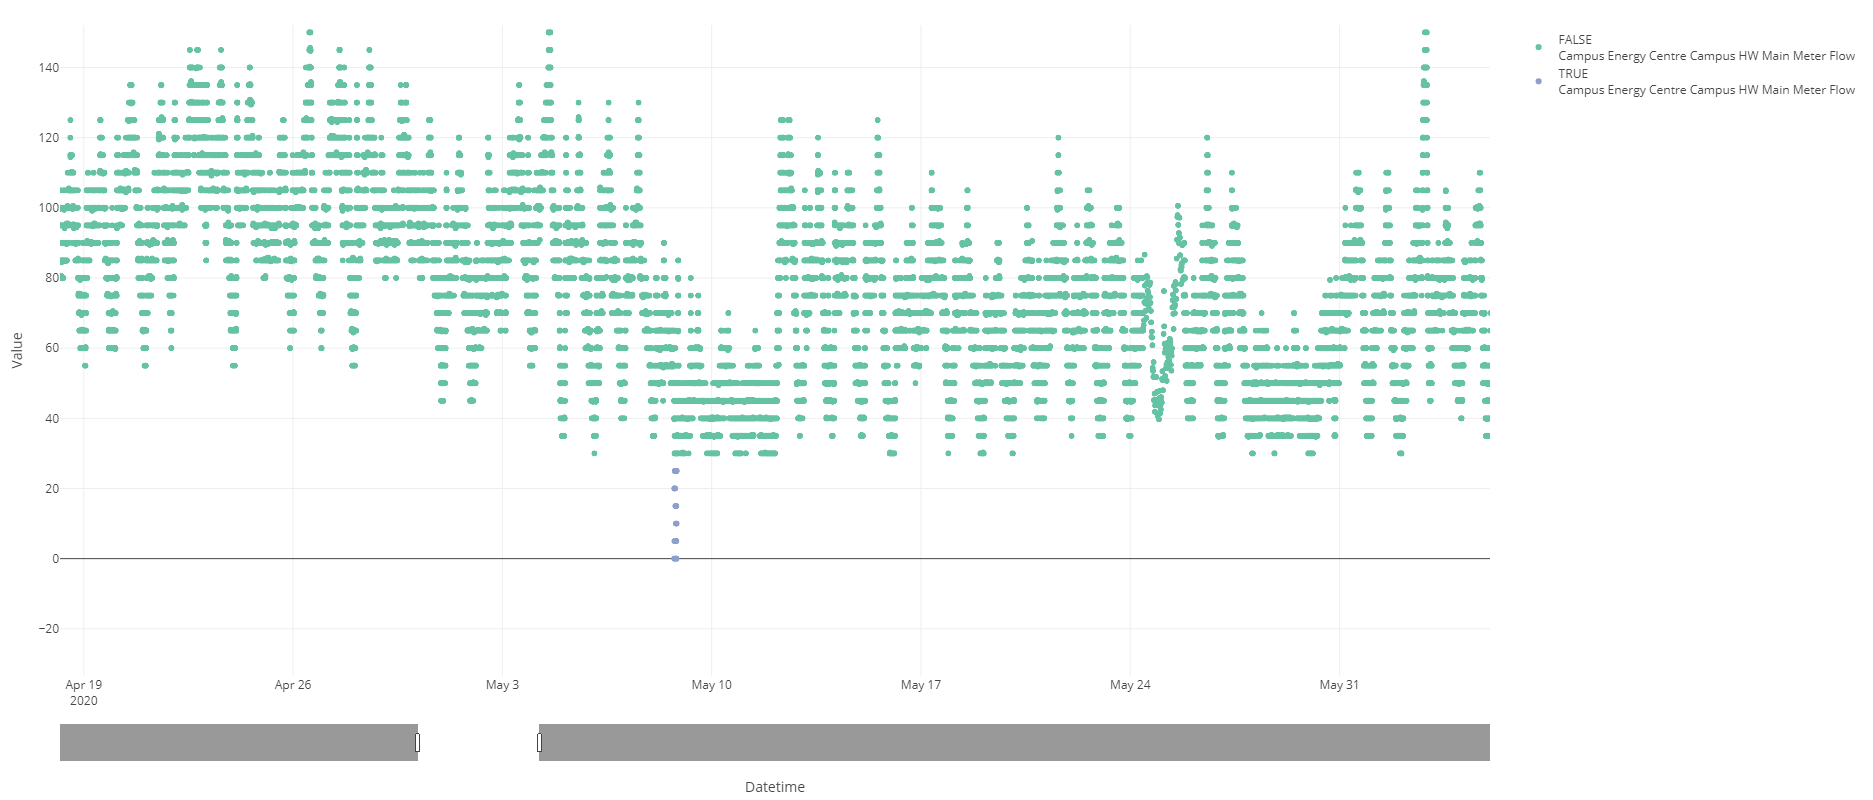 FALSE
Campus Energy Centre Campus HW Main Meter Flow
TRUE
Campus Energy Centre Campus HW Main Meter Flow
140
120
100
80
60
40
20
0
−20
Value
Apr 19
2020
Apr 26
May 3
May 10
May 17
May 24
May 31
Datetime